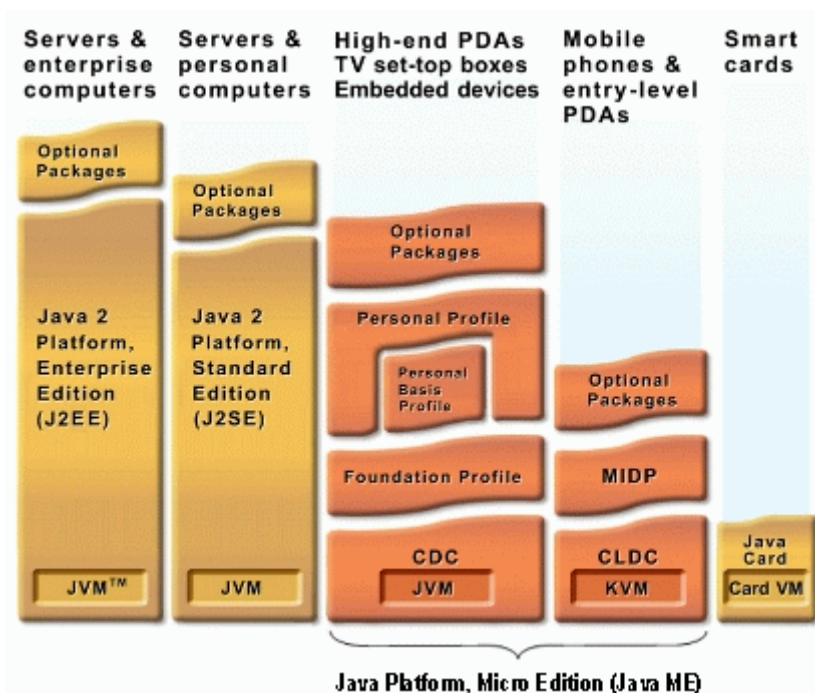 Servers &
enterprise
computers
Servers &
personal
computers
High-end PDAs
TV set-top boxes
Embedded devices
Mobile
phones &
entry-level
PDAs
Smart
cards
Optional
Packages
Java 2
Platform,
Enterprise
Edition
(J2EE)
JVM™
Optional
Packages
Java 2
Platform,
Standard
Edition
(J2SE)
JVM
Optional
Packages
Personal Profile
Personal
Basis
Profile
Foundation Profile
CDC
JVM
Optional
Packages
MIDP
CLDC
KVM
Java
Card
Card VM
Java Platform, Micro Edition (Java ME)